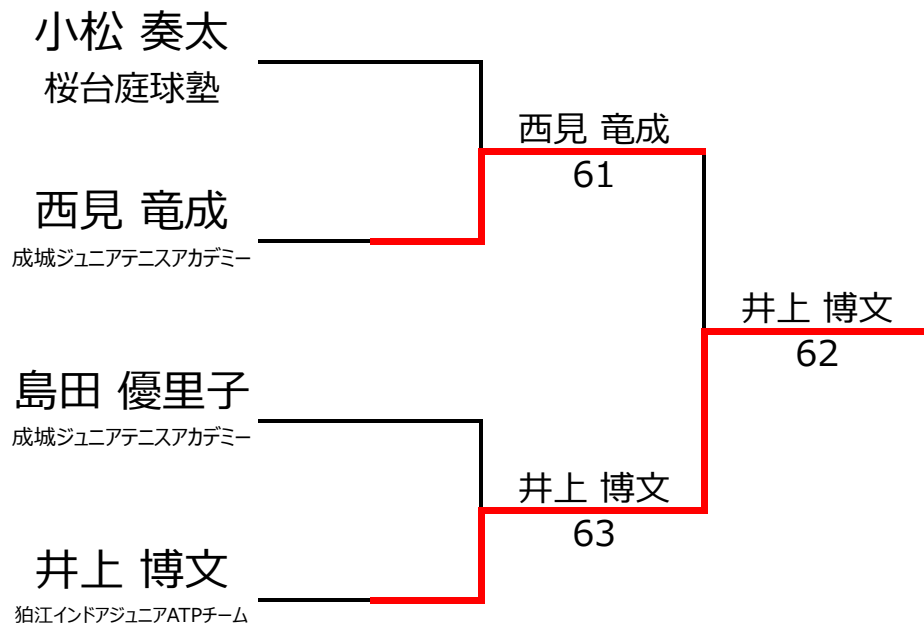 小松 奏太
桜台庭球塾
西見 竜成
61
西見 竜成
成城ジュニアテニスアカデミー
井上 博文
62
島田 優里子
成城ジュニアテニスアカデミー
井上 博文
63
井上 博文
狛江インドアジュニアATPチーム